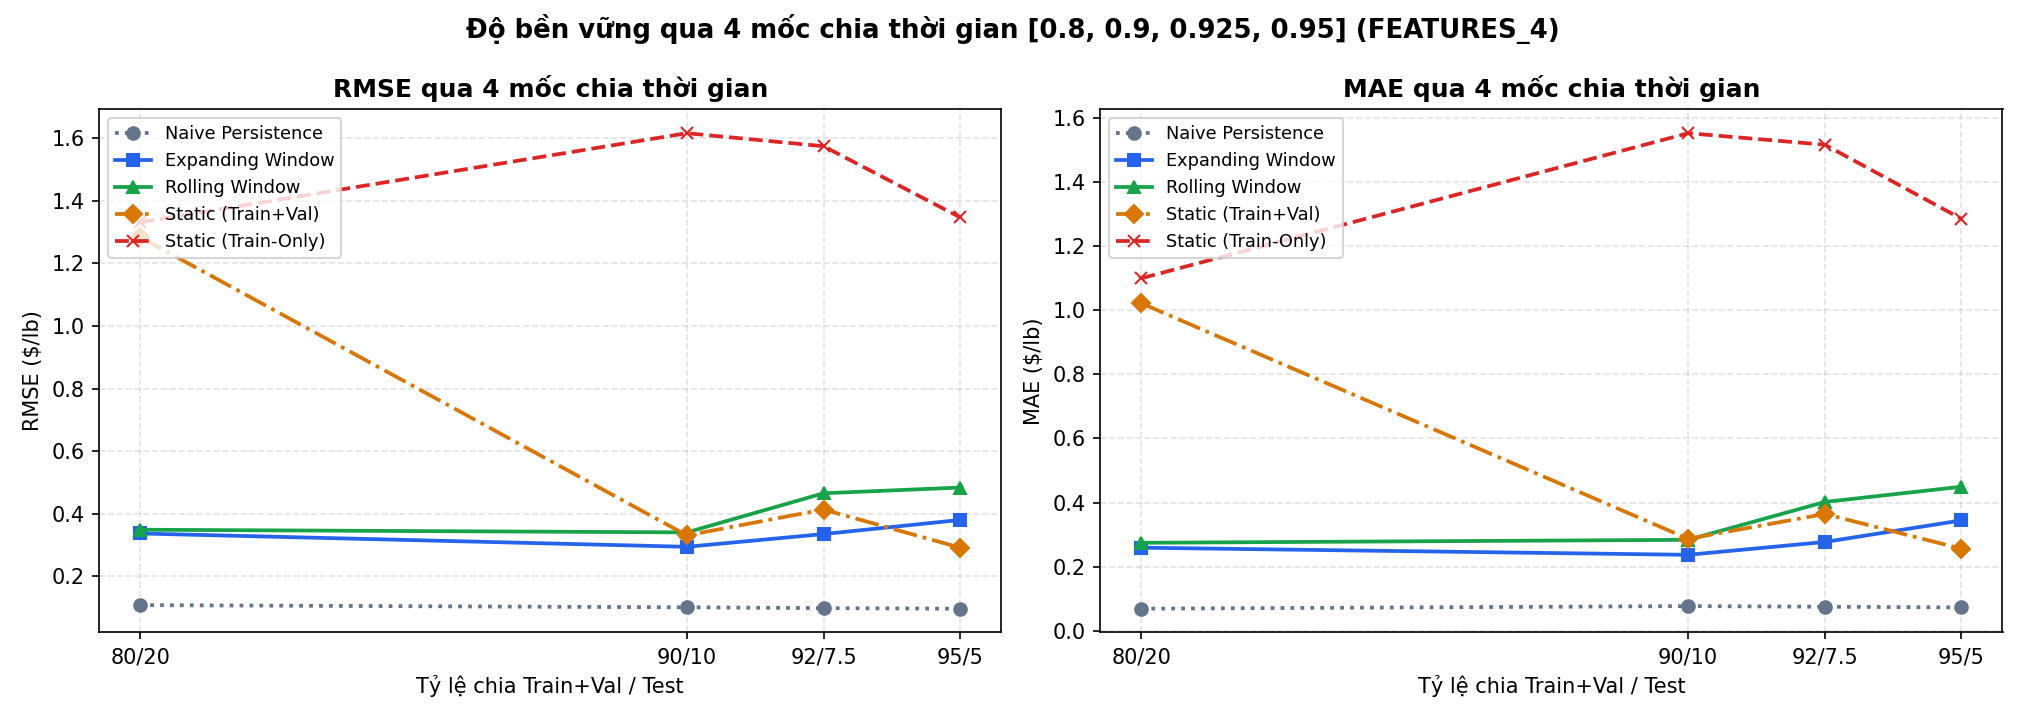 Độ bền vững qua 4 mốc chia thời gian [0.8, 0.9, 0.925, 0.95] (FEATURES_4)
RMSE qua 4 mốc chia thời gian
Naive Persistence
Expanding Window
Rolling Window
Static (Train+Val)
Static (Train-Only)
RMSE ($/lb)
1.6
1.4
1.2
1.0
0.8
0.6
0.4
0.2
80/20
90/10
92/7.5
95/5
Tỷ lệ chia Train+Val / Test
MAE qua 4 mốc chia thời gian
Naive Persistence
Expanding Window
Rolling Window
Static (Train+Val)
Static (Train-Only)
MAE ($/lb)
1.6
1.4
1.2
1.0
0.8
0.6
0.4
0.2
0.0
80/20
90/10
92/7.5
95/5
Tỷ lệ chia Train+Val / Test